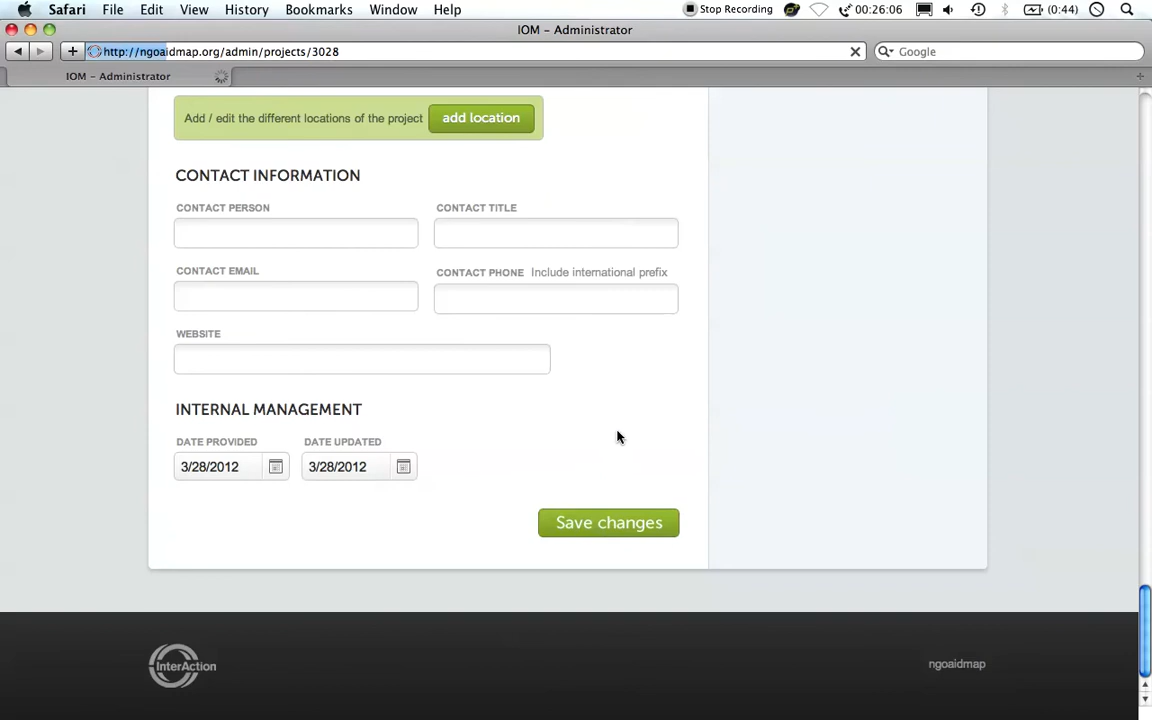 Safari File Edit View History Bookmarks Window Help Stop Recording 00:26:06 (0:44)
IOM – Administrator
http://ngoaidmap.org/admin/projects/3028 Google
IOM – Administrator
Add / edit the different locations of the project add location
CONTACT INFORMATION
CONTACT PERSON CONTACT TITLE
CONTACT EMAIL CONTACT PHONE Include international prefix
WEBSITE
INTERNAL MANAGEMENT
DATE PROVIDED DATE UPDATED
3/28/2012 3/28/2012
Save changes
InterAction ngoaidmap